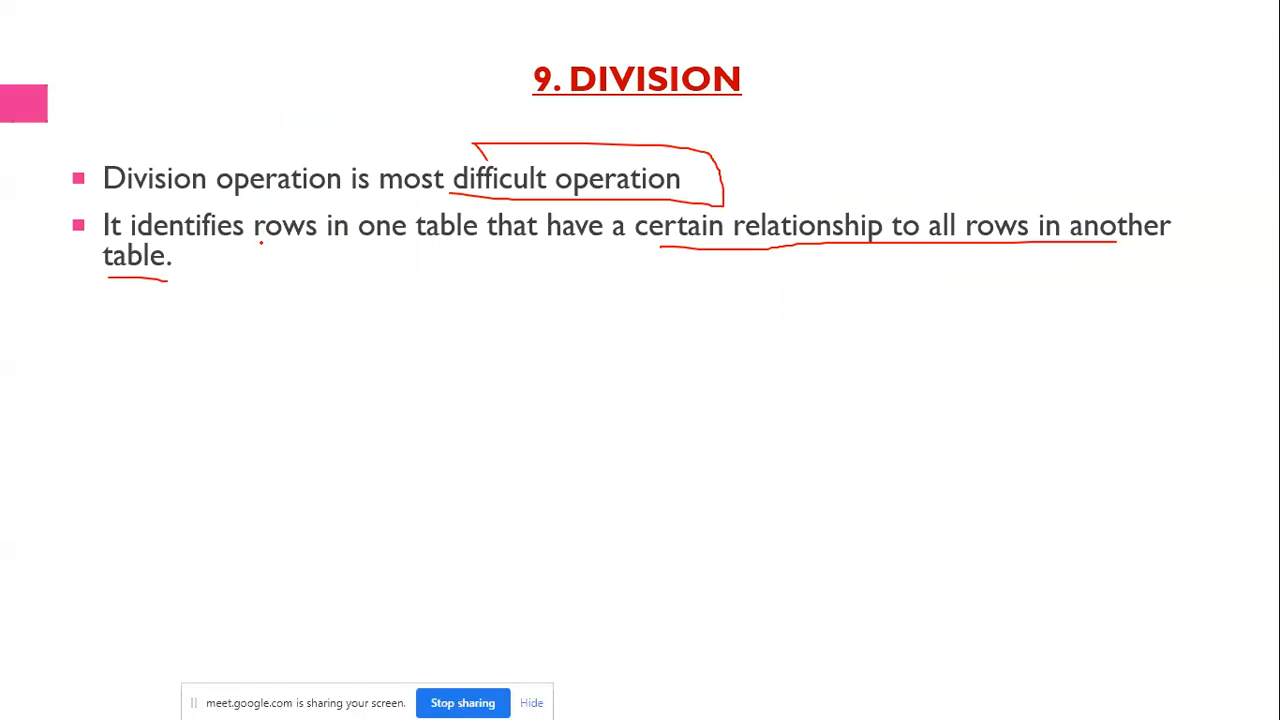 9. DIVISION
Division operation is most difficult operation
It identifies rows in one table that have a certain relationship to all rows in another
table.
meet.google.com is sharing your screen. Stop sharing Hide